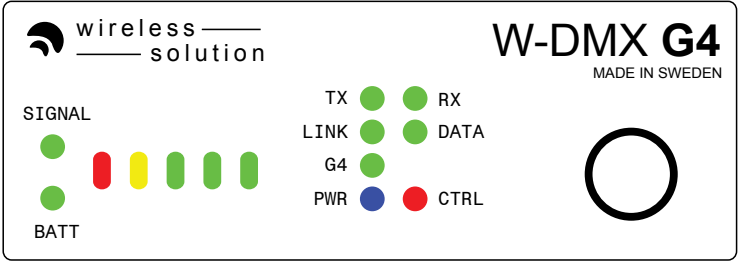 wireless
solution
W-DMX G4
MADE IN SWEDEN
SIGNAL
BATT
TX
RX
LINK
DATA
G4
PWR
CTRL